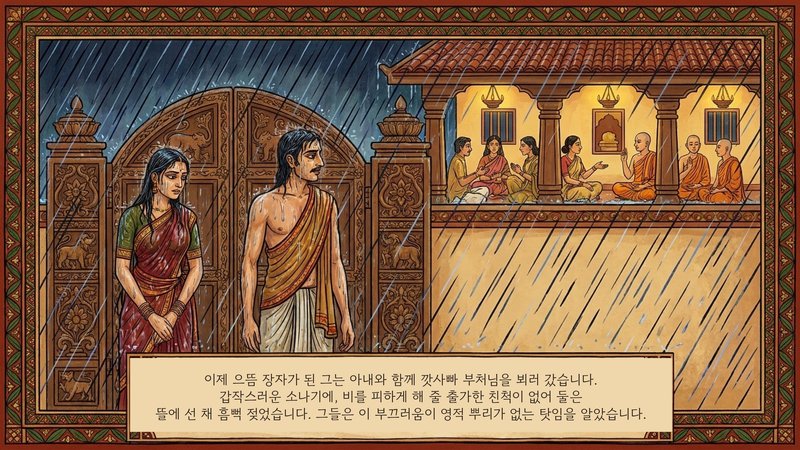 이제 으뜸 장자가 된 그는 아내와 함께 깟사빠 부처님을 뵈러 갔습니다.
갑작스러운 소나기에, 비를 피하게 해 줄 출가한 친척이 없어 둘은
뜰에 선 채 흠뻑 젖었습니다. 그들은 이 부끄러움이 영적 뿌리가 없는 탓임을 알았습니다.